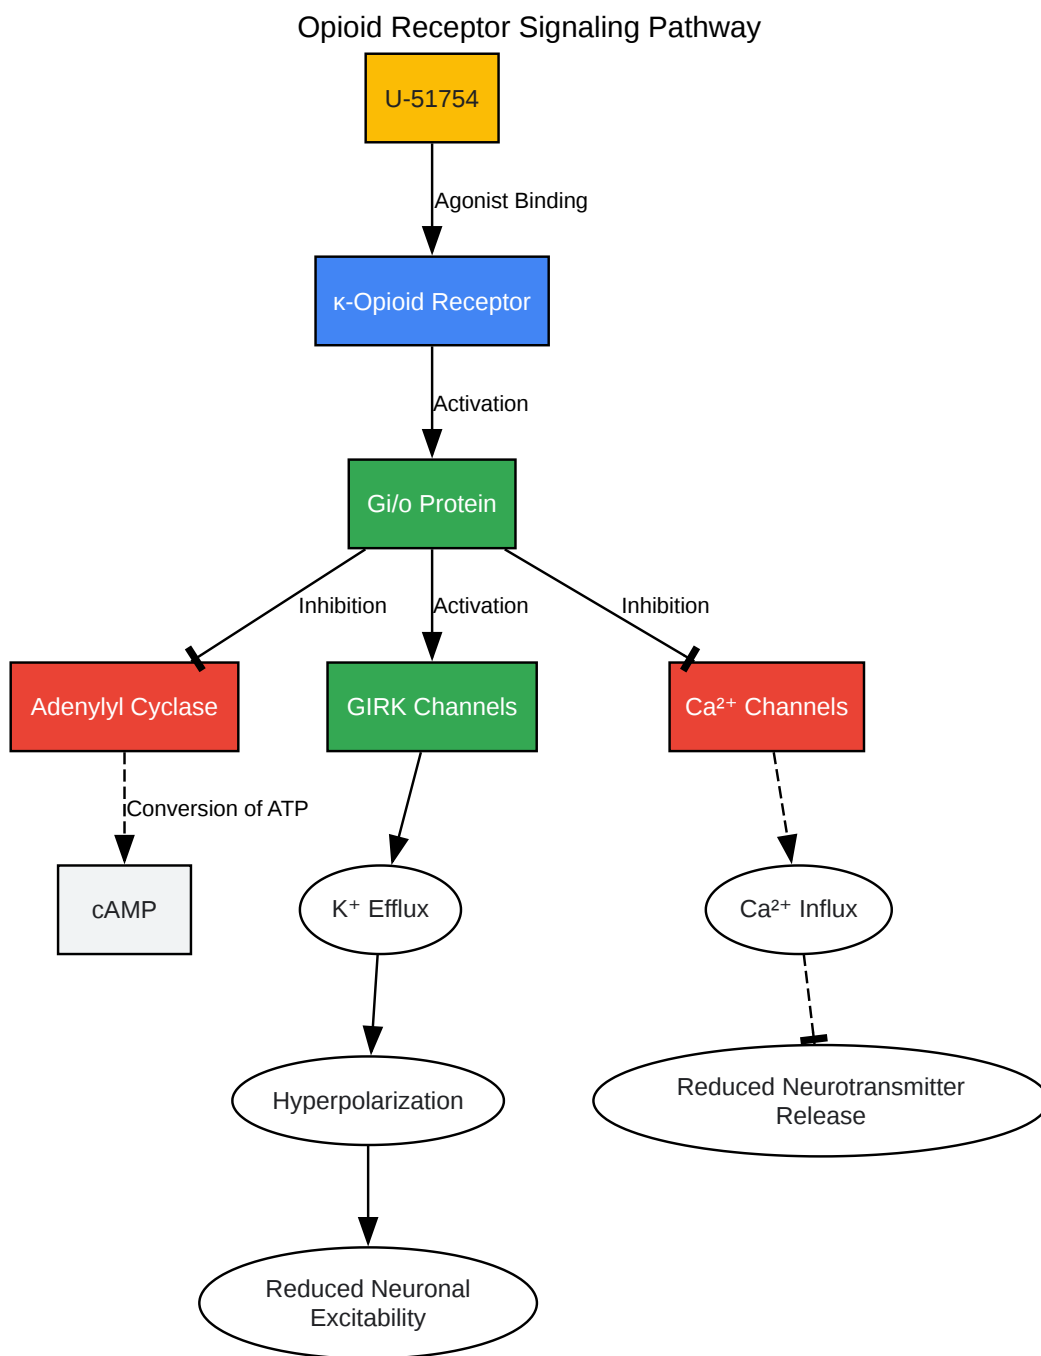 Opioid Receptor Signaling Pathway
U-51754
Agonist Binding
κ-Opioid Receptor
Activation
Gi/o Protein
Inhibition
Activation
Inhibition
Adenylyl Cyclase
GIRK Channels
Ca²⁺ Channels
Conversion of ATP
cAMP
K⁺ Efflux
Ca²⁺ Influx
Hyperpolarization
Reduced Neurotransmitter
Release
Reduced Neuronal
Excitability